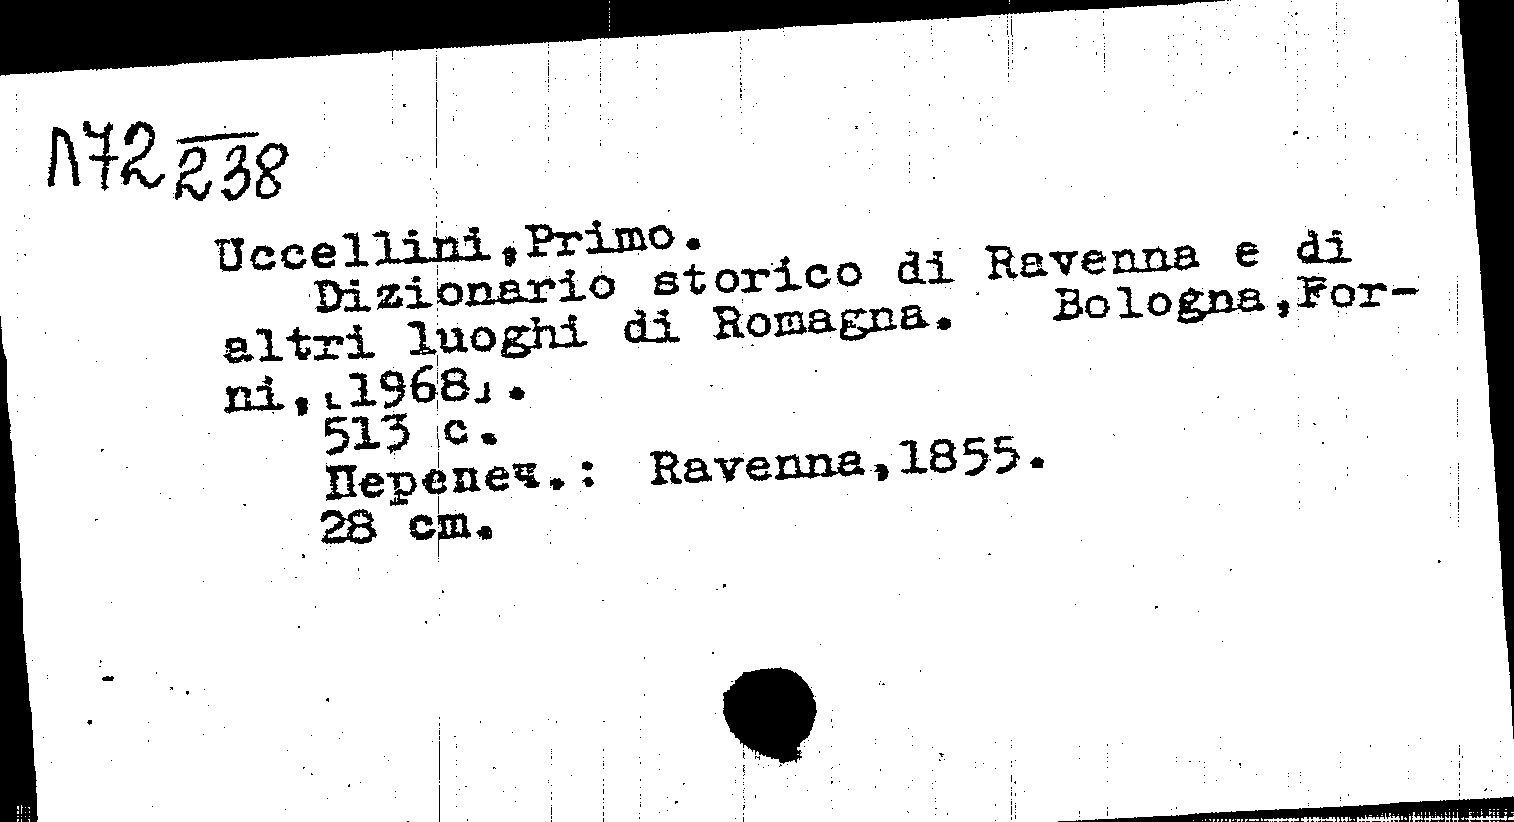 Л72 238
Uccellini,Primo.
Dizionario storico di Ravenna e di
altri luoghi di Romagna. Bologna,For-
ni,⌊1968⌋.
513 с.
Перепеч.: Ravenna,1855.
28 cm.